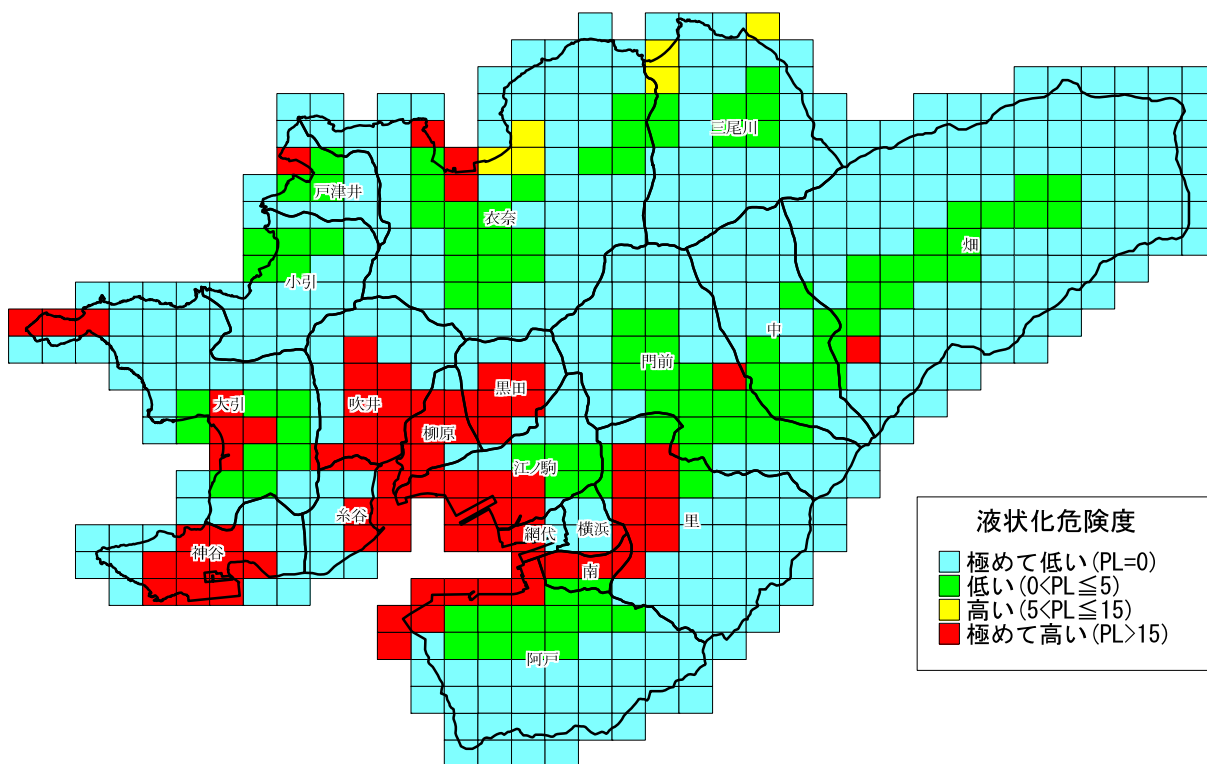 三尾川
戸津井
衣奈
畑
小引
中
門前
黒田
大引
吹井
柳原
江ノ駒
糸谷
里
横浜
網代
神谷
南
阿戸
液状化危険度
極めて低い(PL=0)
低い(0<PL≦5)
高い(5<PL≦15)
極めて高い(PL>15)